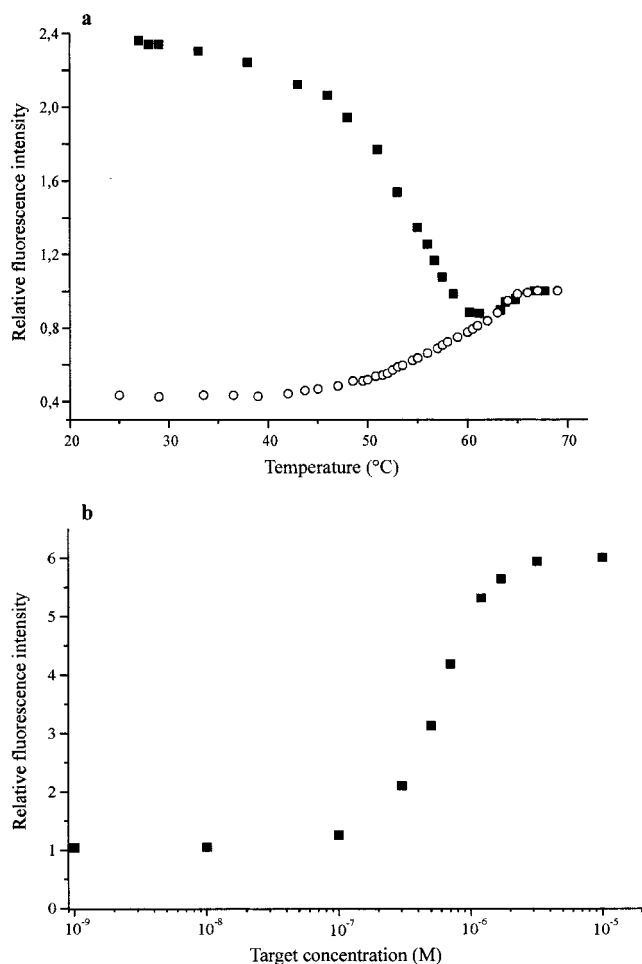 a
2,4
2,0
1,6
1,2
0,8
0,4
Relative fluorescence intensity
20 30 40 50 60 70
Temperature (°C)
b
6
5
4
3
2
1
0
Relative fluorescence intensity
10⁻⁹ 10⁻⁸ 10⁻⁷ 10⁻⁶ 10⁻⁵
Target concentration (M)